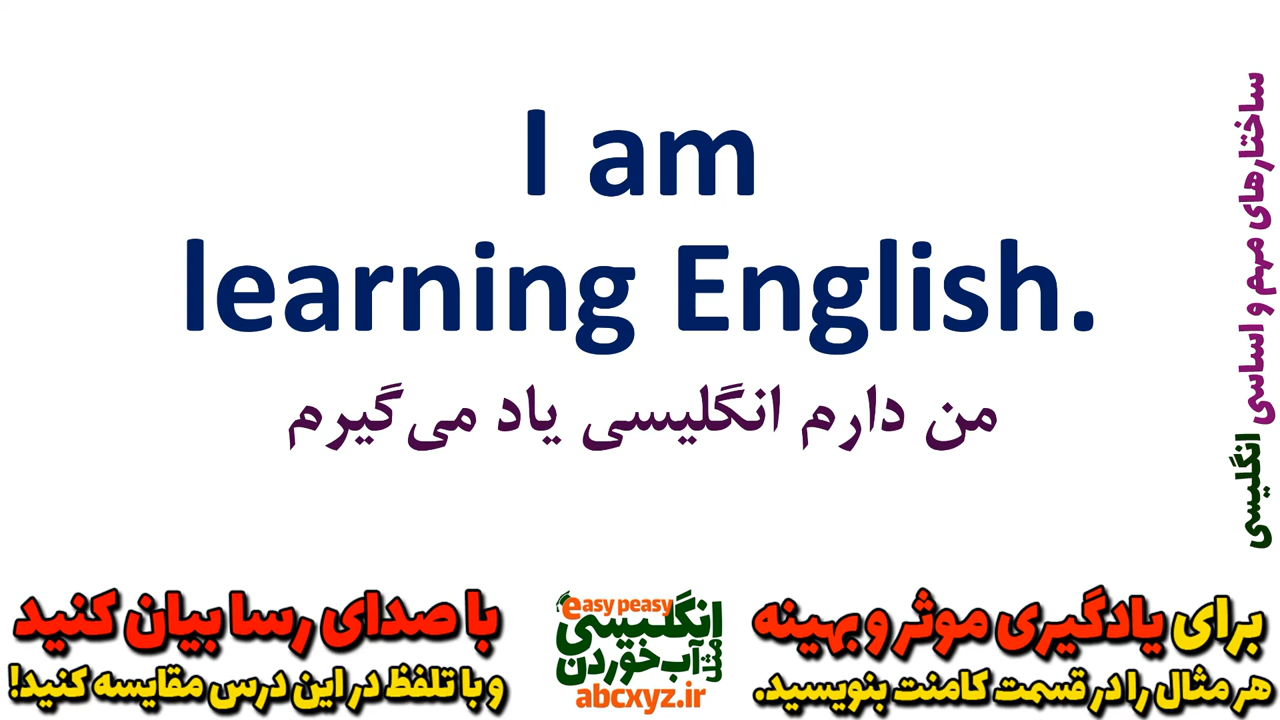 I am
learning English.
من دارم انگلیسی یاد می‌گیرم
ساختارهای مهم و اساسی انگلیسی
برای یادگیری موثر و بهینه
هر مثال را در قسمت کامنت بنویسید.
easy peasy
انگلیسی
مثل آب خوردن
abcxyz.ir
با صدای رسا بیان کنید
و با تلفظ در این درس مقایسه کنید!